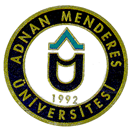 ADNAN MENDERES
ÜNİVERSİTESİ
1992